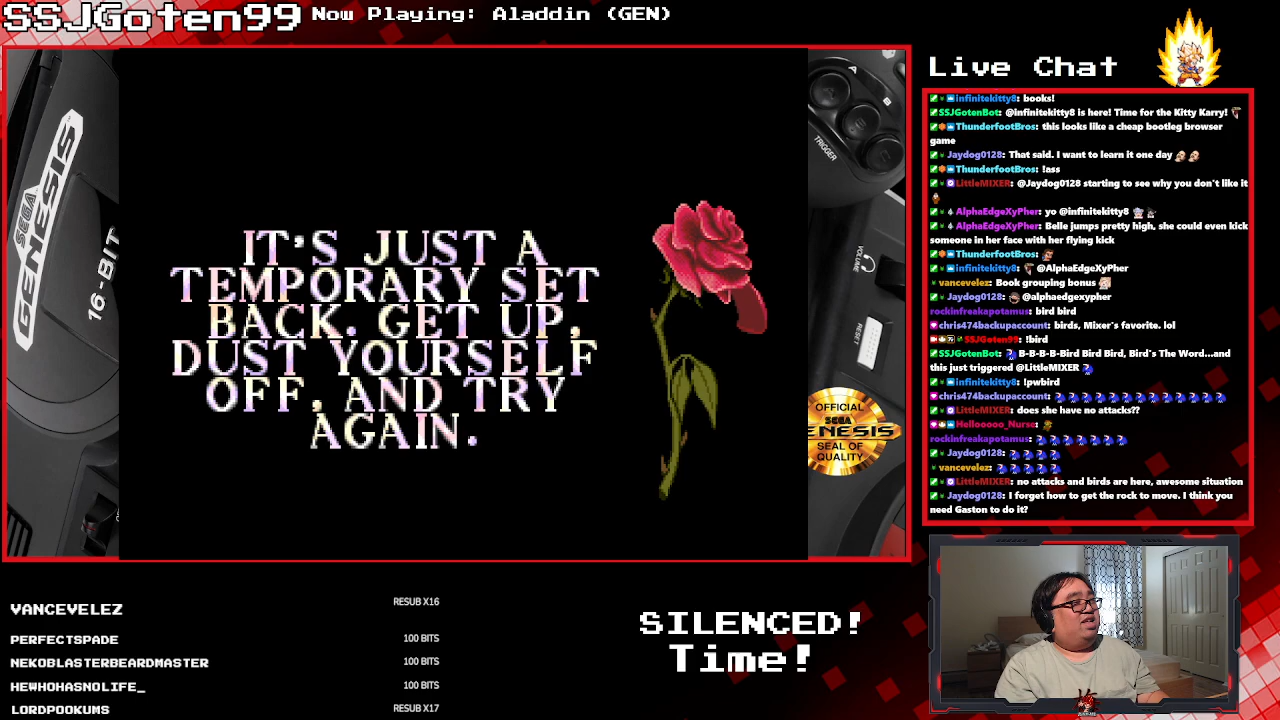 SSJGoten99
Now Playing: Aladdin (GEN)
SEGA
GENESIS
16-BIT
IT'S JUST A
TEMPORARY SET
BACK. GET UP,
DUST YOURSELF
OFF, AND TRY
AGAIN.
A
B
TRIGGER
VOLUME
RESET
OFFICIAL
SEGA
ENESIS
SEAL OF
QUALITY
Live Chat
infinitekitty8: books!
SSJGotenBot: @infinitekitty8 is here! Time for the Kitty Karry!
ThunderfootBros: this looks like a cheap bootleg browser
game
Jaydog0128: That said. I want to learn it one day
ThunderfootBros: !ass
LittleMIXER: @Jaydog0128 starting to see why you don't like it
AlphaEdgeXyPher: yo @infinitekitty8
AlphaEdgeXyPher: Belle jumps pretty high, she could even kick
someone in her face with her flying kick
ThunderfootBros:
infinitekitty8: @AlphaEdgeXyPher
vancevelez: Book grouping bonus
Jaydog0128: @alphaedgexypher
rockinfreakapotamus: bird bird
chris474backupaccount: birds, Mixer's favorite. lol
SSJGoten99: !bird
SSJGotenBot: B-B-B-B-Bird Bird Bird, Bird's The Word...and
this just triggered @LittleMIXER
infinitekitty8: !pwbird
chris474backupaccount:
LittleMIXER: does she have no attacks??
Hellooooo_Nurse:
rockinfreakapotamus:
Jaydog0128:
vancevelez:
LittleMIXER: no attacks and birds are here, awesome situation
Jaydog0128: I forget how to get the rock to move. I think you
need Gaston to do it?
VANCEVELEZ RESUB X16
PERFECTSPADE 100 BITS
NEKOBLASTERBEARDMASTER 100 BITS
HEWHOHASNOLIFE_ 100 BITS
LORDPOOKUMS RESUB X17
SILENCED!
Time!